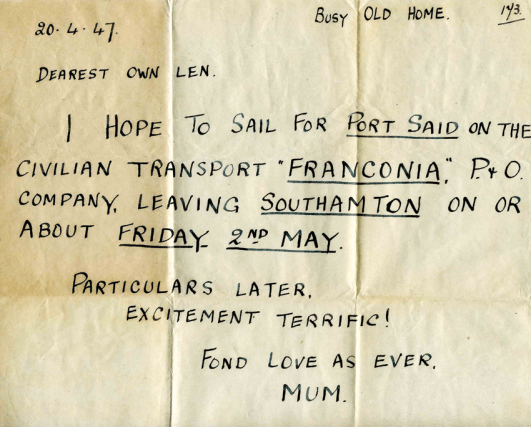 BUSY OLD HOME.
20.4.47.
DEAREST OWN LEN.
I HOPE TO SAIL FOR PORT SAID ON THE
CIVILIAN TRANSPORT "FRANCONIA," P.&O.
COMPANY, LEAVING SOUTHAMTON ON OR
ABOUT FRIDAY 2ND MAY.
PARTICULARS LATER.
EXCITEMENT TERRIFIC!
FOND LOVE AS EVER.
MUM.